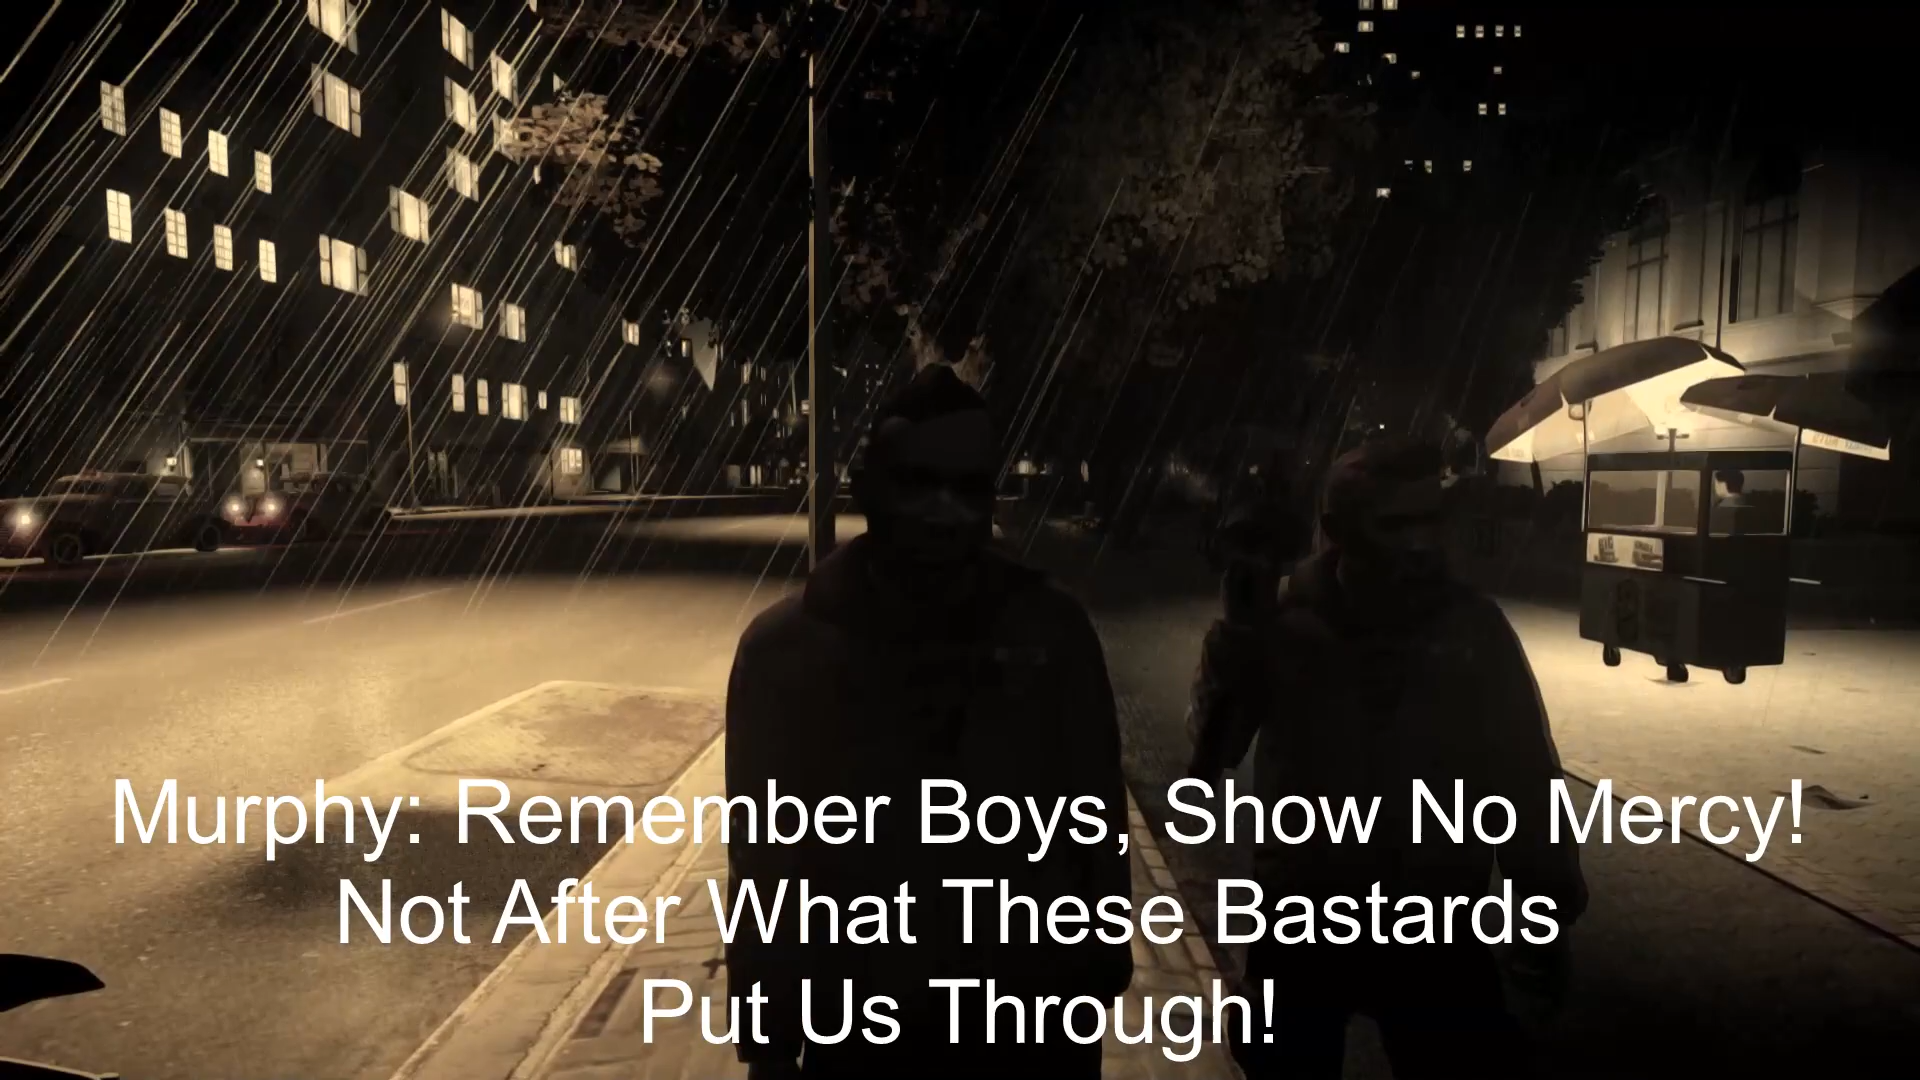 Murphy: Remember Boys, Show No Mercy!
Not After What These Bastards
Put Us Through!